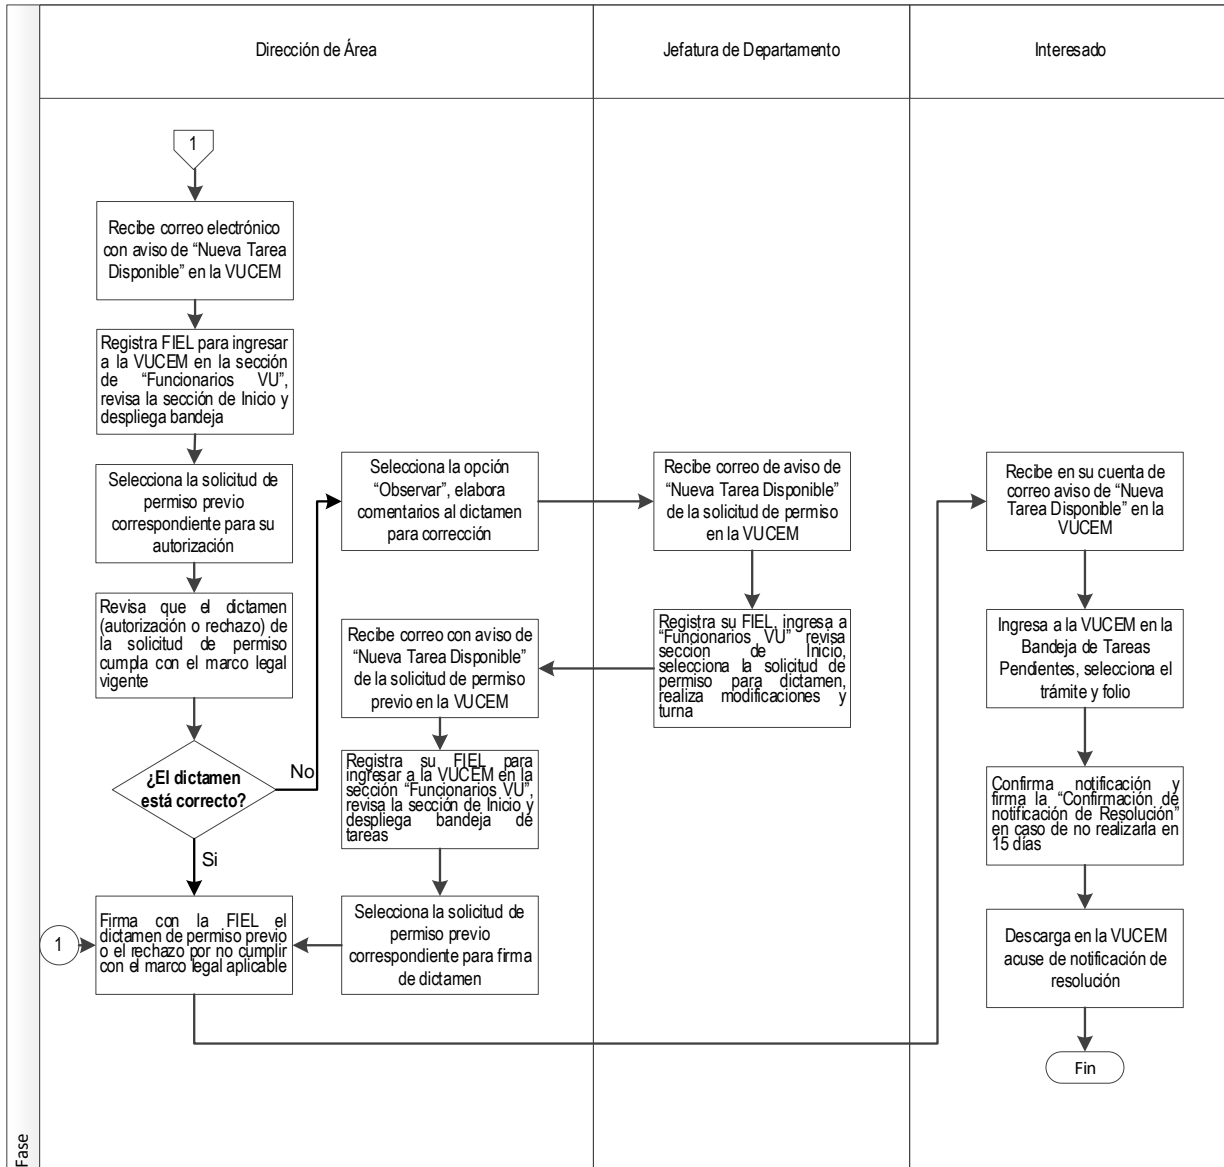 Dirección de Área
Jefatura de Departamento
Interesado
1
Recibe correo electrónico
con aviso de “Nueva Tarea
Disponible” en la VUCEM
Registra FIEL para ingresar
a la VUCEM en la sección
de “Funcionarios VU”,
revisa la sección de Inicio y
despliega bandeja
Selecciona la solicitud de
permiso previo
correspondiente para su
autorización
Revisa que el dictamen
(autorización o rechazo) de
la solicitud de permiso
cumpla con el marco legal
vigente
¿El dictamen
está correcto?
No
Si
Firma con la FIEL el
dictamen de permiso previo
o el rechazo por no cumplir
con el marco legal aplicable
1
Selecciona la opción
“Observar”, elabora
comentarios al dictamen
para corrección
Recibe correo con aviso de
“Nueva Tarea Disponible”
de la solicitud de permiso
previo en la VUCEM
Registra su FIEL para
ingresar a la VUCEM en la
sección “Funcionarios VU”,
revisa la sección de Inicio y
despliega bandeja de
tareas
Selecciona la solicitud de
permiso previo
correspondiente para firma
de dictamen
Recibe correo de aviso de
“Nueva Tarea Disponible”
de la solicitud de permiso
en la VUCEM
Registra su FIEL, ingresa a
“Funcionarios VU” revisa
sección de Inicio,
selecciona la solicitud de
permiso para dictamen,
realiza modificaciones y
turna
Recibe en su cuenta de
correo aviso de “Nueva
Tarea Disponible” en la
VUCEM
Ingresa a la VUCEM en la
Bandeja de Tareas
Pendientes, selecciona el
trámite y folio
Confirma notificación y
firma la “Confirmación de
notificación de Resolución”
en caso de no realizarla en
15 días
Descarga en la VUCEM
acuse de notificación de
resolución
Fin
Fase